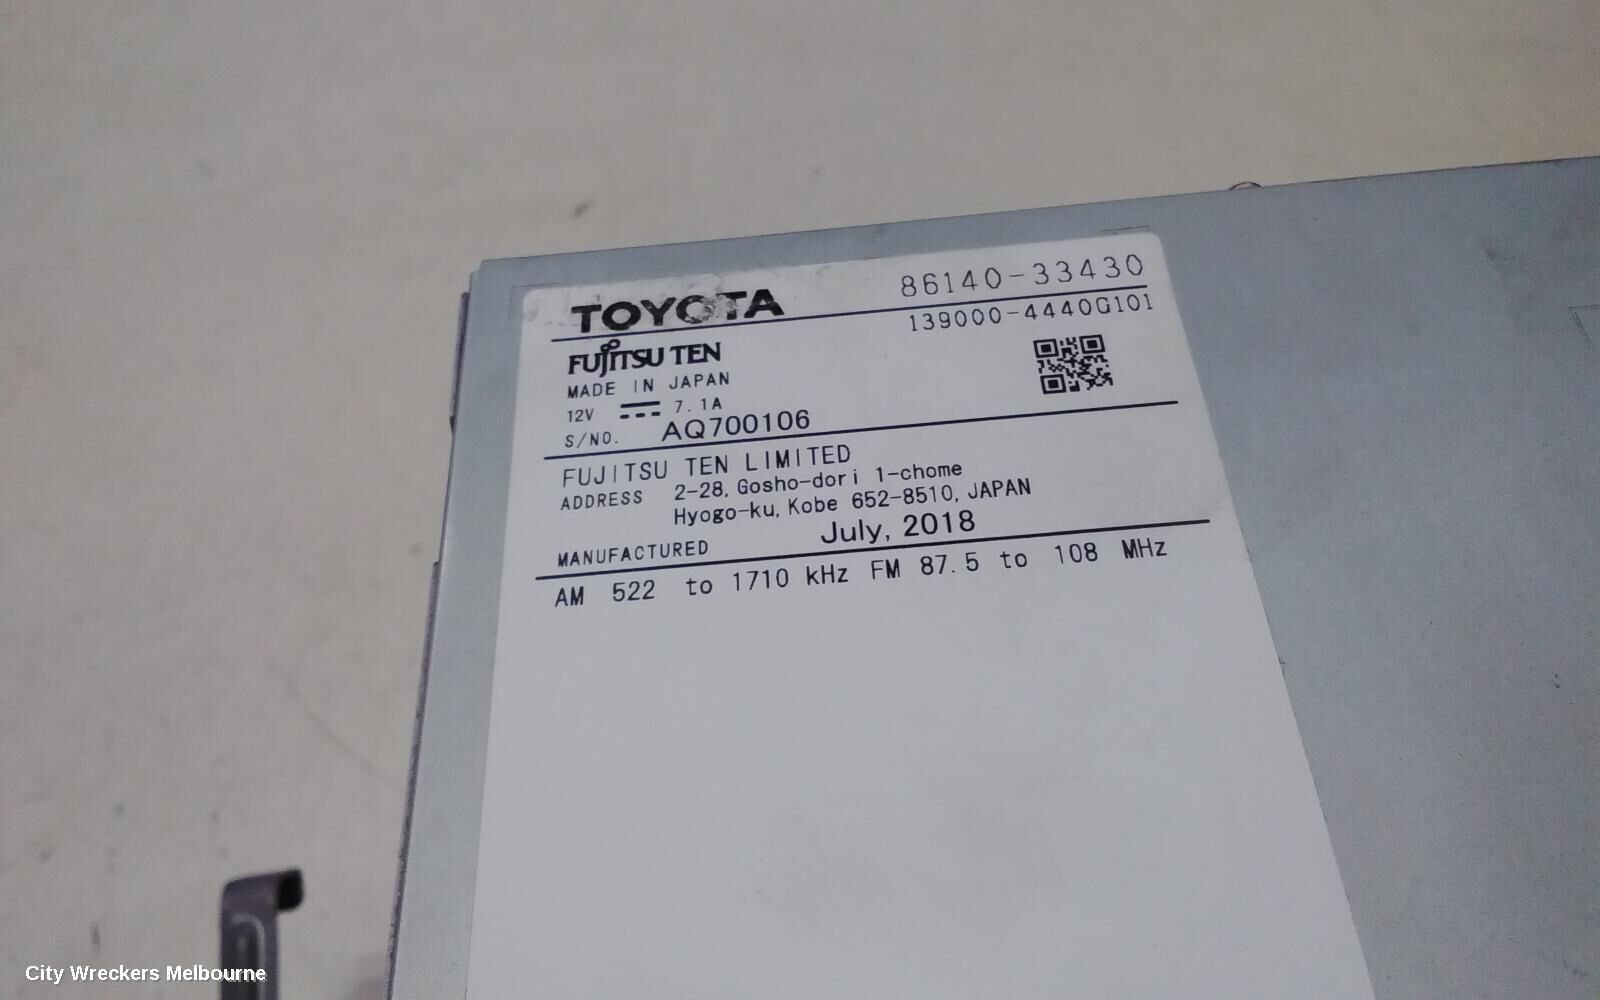 TOYOTA 86140-33430
139000-4440G101
FUJITSU TEN
MADE IN JAPAN
12V 7.1A
S/NO. AQ700106
FUJITSU TEN LIMITED
ADDRESS 2-28, Gosho-dori 1-chome
Hyogo-ku, Kobe 652-8510, JAPAN
MANUFACTURED July, 2018
AM 522 to 1710 kHz FM 87.5 to 108 MHz
City Wreckers Melbourne